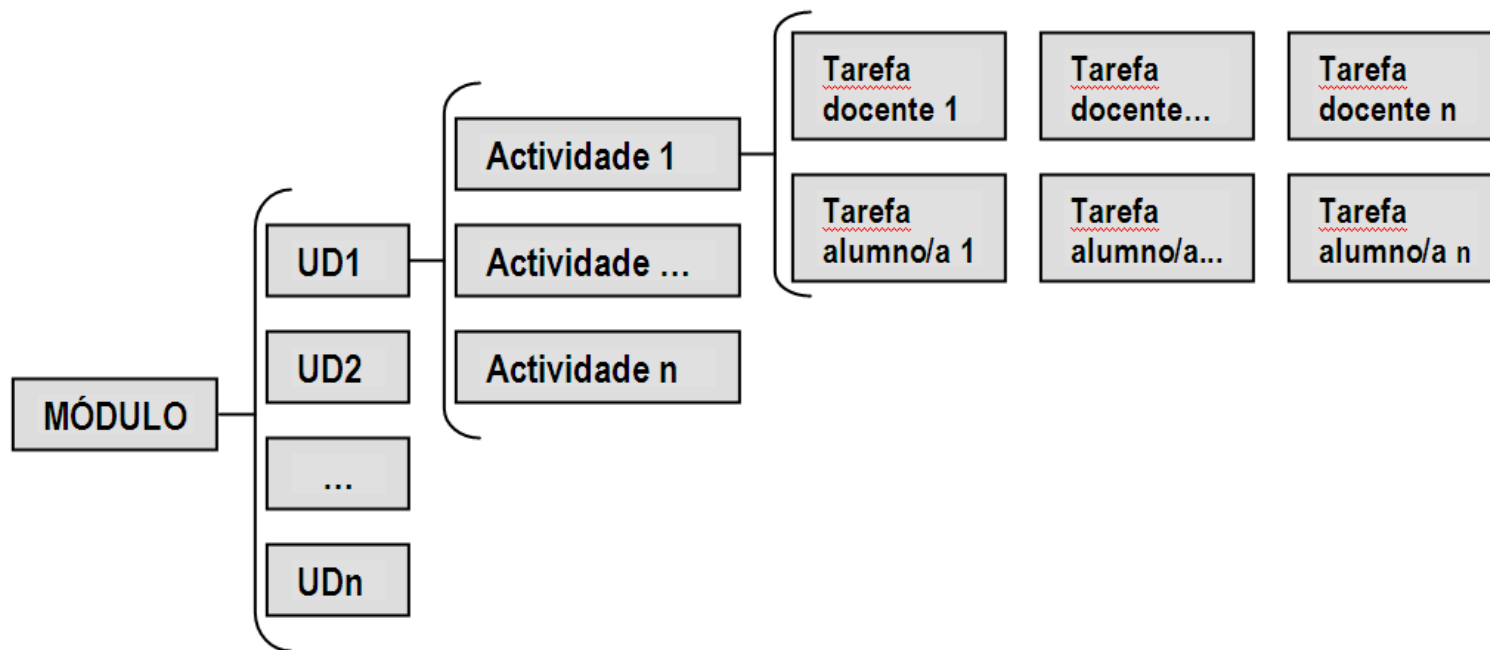 MÓDULO
UD1
UD2
...
UDn
Actividade 1
Actividade ...
Actividade n
Tarefa
docente 1
Tarefa
docente...
Tarefa
docente n
Tarefa
alumno/a 1
Tarefa
alumno/a...
Tarefa
alumno/a n